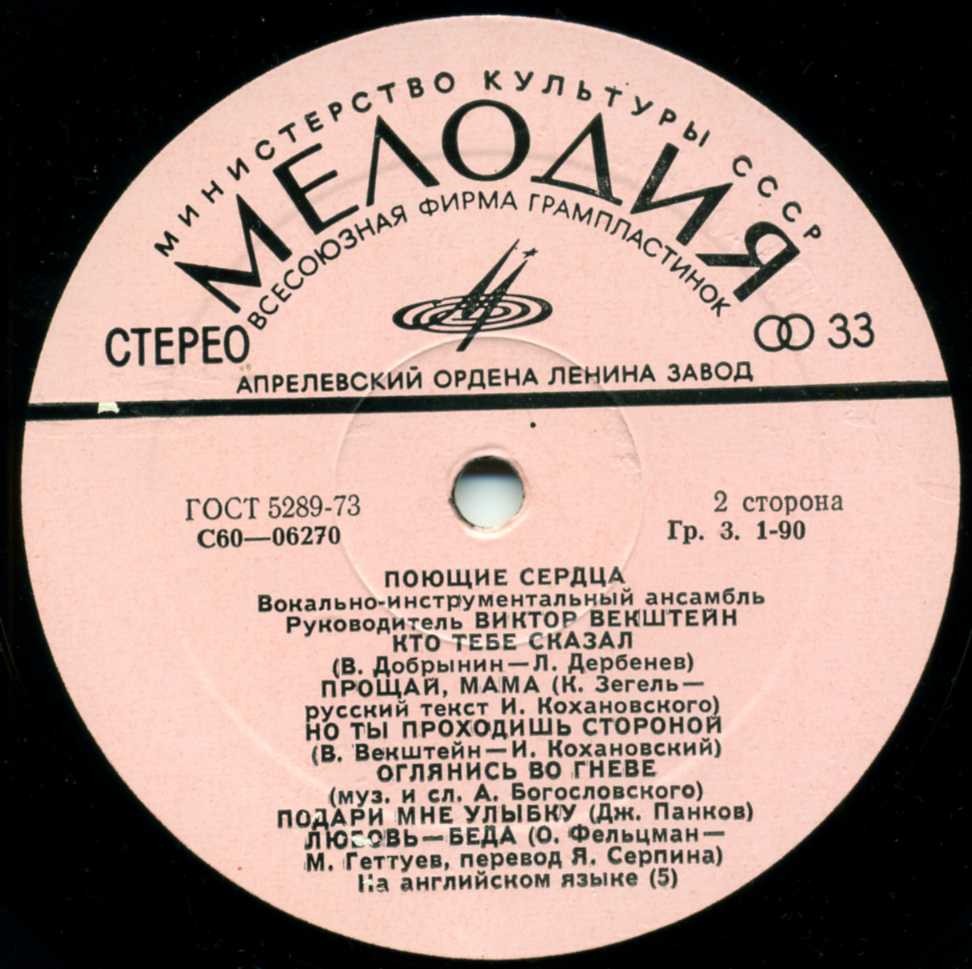 МИНИСТЕРСТВО КУЛЬТУРЫ СССР
МЕЛОДИЯ
ВСЕСОЮЗНАЯ ФИРМА ГРАМПЛАСТИНОК
СТЕРЕО
33
АПРЕЛЕВСКИЙ ОРДЕНА ЛЕНИНА ЗАВОД
ГОСТ 5289-73
С60—06270
2 сторона
Гр. 3. 1-90
ПОЮЩИЕ СЕРДЦА
Вокально-инструментальный ансамбль
Руководитель ВИКТОР ВЕКШТЕЙН
КТО ТЕБЕ СКАЗАЛ
(В. Добрынин—Л. Дербенев)
ПРОЩАЙ, МАМА (К. Зегель—
русский текст И. Кохановского)
НО ТЫ ПРОХОДИШЬ СТОРОНОЙ
(В. Векштейн—И. Кохановский)
ОГЛЯНИСЬ ВО ГНЕВЕ
(муз. и сл. А. Богословского)
ПОДАРИ МНЕ УЛЫБКУ (Дж. Панков)
ЛЮБОВЬ—БЕДА (О. Фельцман—
М. Геттуев, перевод Я. Серпина)
На английском языке (5)